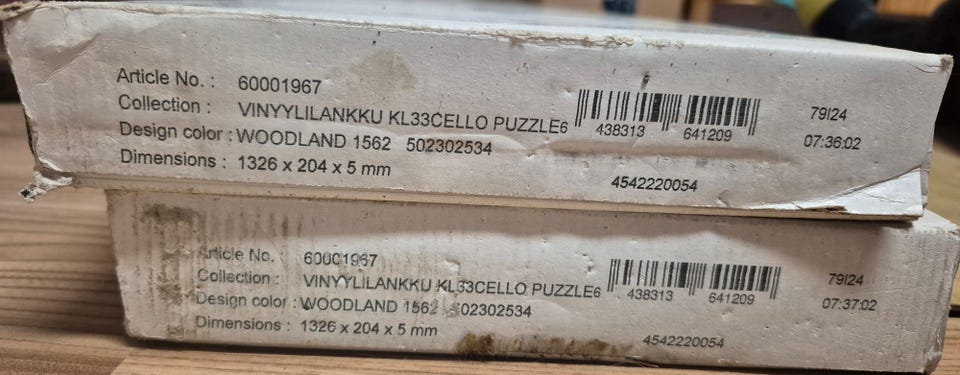 Article No. : 60001967
Collection : VINYYLILANKKU KL33CELLO PUZZLE6
Design color : WOODLAND 1562 502302534
Dimensions : 1326 x 204 x 5 mm
6 438313 641209
4542220054
79I24
07:36:02
Article No. 60001967
Collection : VINYYLILANKKU KL33CELLO PUZZLE6
Design color : WOODLAND 1562 502302534
Dimensions : 1326 x 204 x 5 mm
6 438313 641209
4542220054
79I24
07:37:02